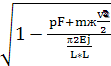 √(1 − (pF+mж v²/2) / (π2Ej / L∗L))